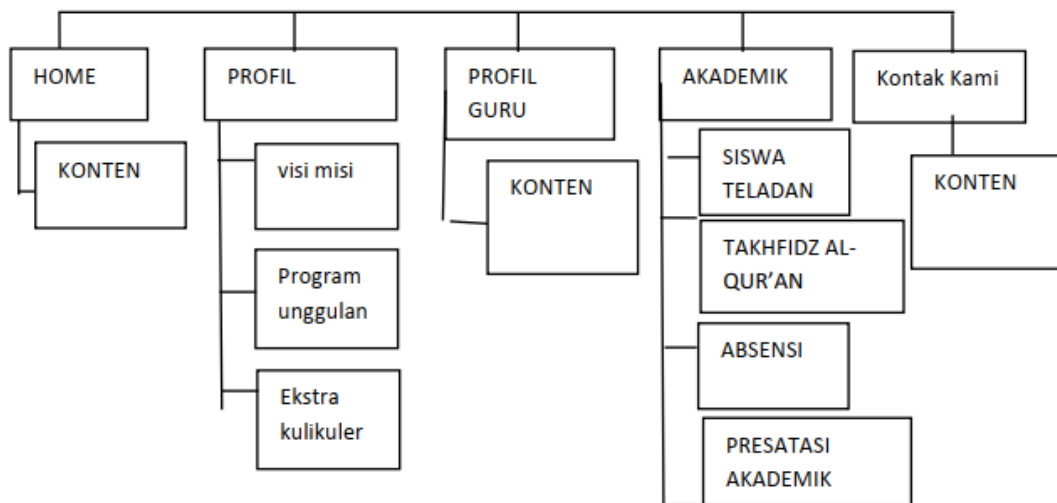 HOME
KONTEN
PROFIL
visi misi
Program
unggulan
Ekstra
kulikuler
PROFIL
GURU
KONTEN
AKADEMIK
SISWA
TELADAN
TAKHFIDZ AL-
QUR’AN
ABSENSI
PRESATASI
AKADEMIK
Kontak Kami
KONTEN